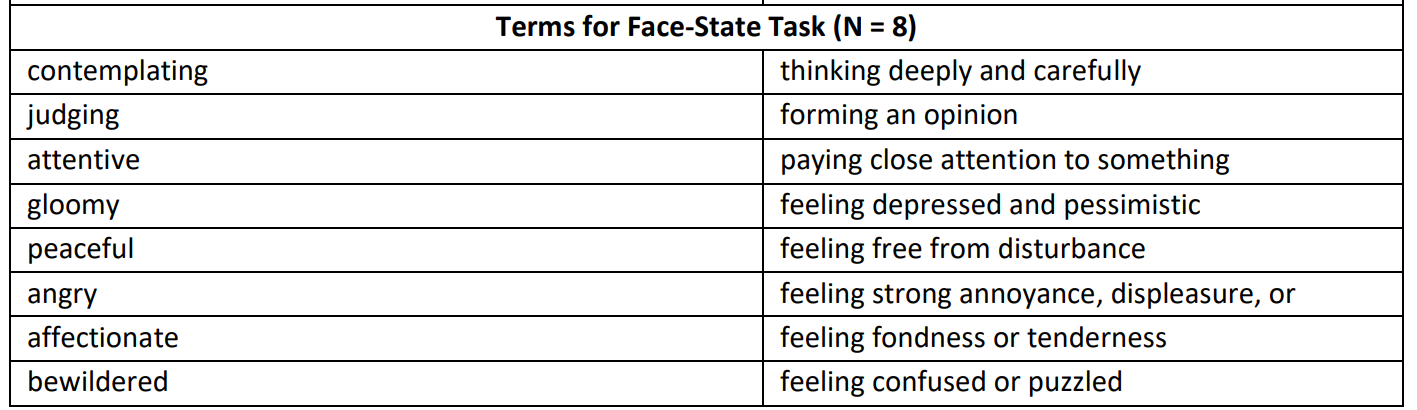 Terms for Face-State Task (N = 8)
contemplating thinking deeply and carefully
judging forming an opinion
attentive paying close attention to something
gloomy feeling depressed and pessimistic
peaceful feeling free from disturbance
angry feeling strong annoyance, displeasure, or
affectionate feeling fondness or tenderness
bewildered feeling confused or puzzled